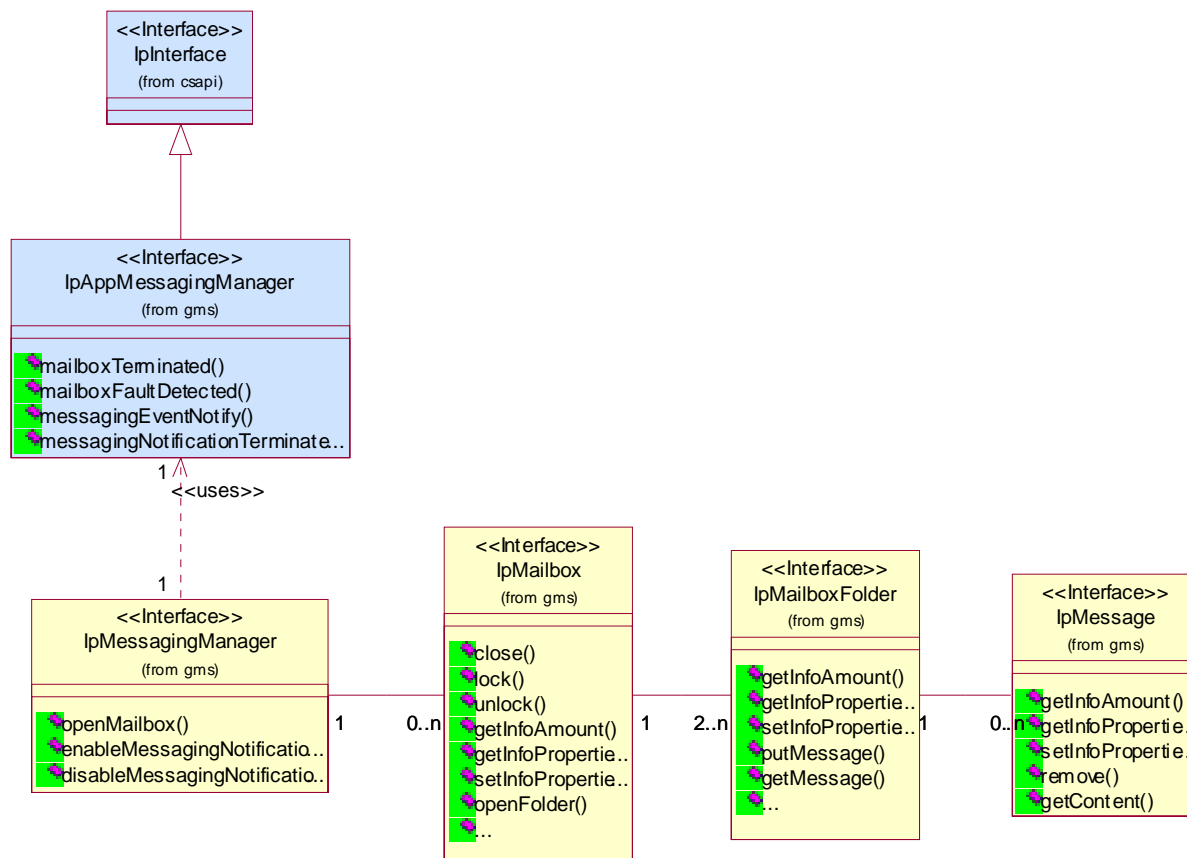 <<Interface>>
IpInterface
(from csapi)
<<Interface>>
IpAppMessagingManager
(from gms)
mailboxTerminated()
mailboxFaultDetected()
messagingEventNotify()
messagingNotificationTerminate...
1
<<uses>>
1
<<Interface>>
IpMessagingManager
(from gms)
openMailbox()
enableMessagingNotificatio...
disableMessagingNotificatio...
1
0..n
<<Interface>>
IpMailbox
(from gms)
close()
lock()
unlock()
getInfoAmount()
getInfoPropertie...
setInfoPropertie...
openFolder()
...
1
2..n
<<Interface>>
IpMailboxFolder
(from gms)
getInfoAmount()
getInfoPropertie...
setInfoPropertie...
putMessage()
getMessage()
...
1
0..n
<<Interface>>
IpMessage
(from gms)
getInfoAmount()
getInfoPropertie...
setInfoPropertie...
remove()
getContent()